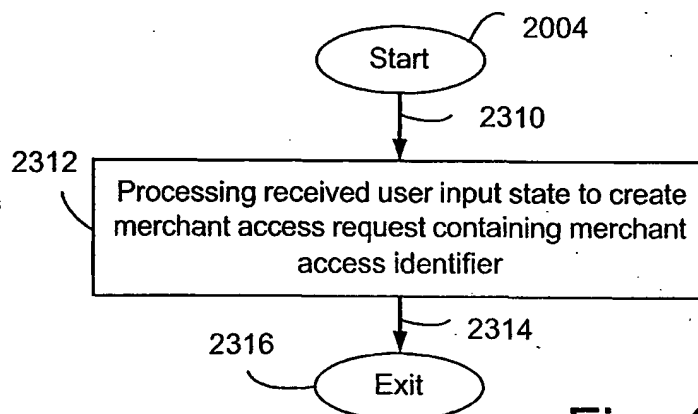 Start
2004
2310
2312
Processing received user input state to create
merchant access request containing merchant
access identifier
2314
2316
Exit